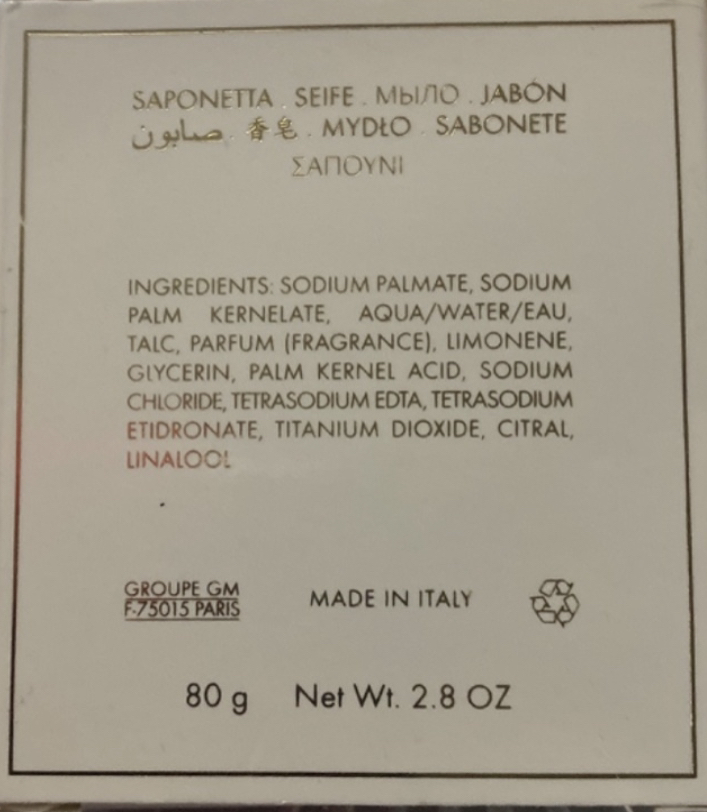 SAPONETTA . SEIFE . МЫЛО . JABÓN
صابون . 香皂 . MYDŁO . SABONETE
ΣΑΠΟΥΝΙ
INGREDIENTS: SODIUM PALMATE, SODIUM
PALM KERNELATE, AQUA/WATER/EAU,
TALC, PARFUM (FRAGRANCE), LIMONENE,
GLYCERIN, PALM KERNEL ACID, SODIUM
CHLORIDE, TETRASODIUM EDTA, TETRASODIUM
ETIDRONATE, TITANIUM DIOXIDE, CITRAL,
LINALOOL
GROUPE GM
F-75015 PARIS
MADE IN ITALY
80 g Net Wt. 2.8 OZ